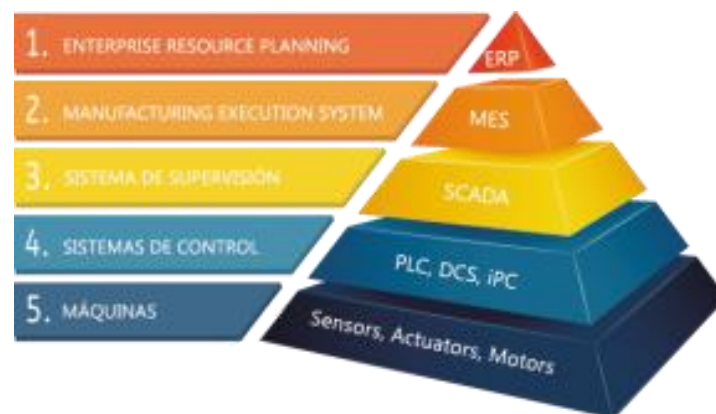 1. ENTERPRISE RESOURCE PLANNING
ERP
2. MANUFACTURING EXECUTION SYSTEM
MES
3. SISTEMA DE SUPERVISIÓN
SCADA
4. SISTEMAS DE CONTROL
PLC, DCS, iPC
5. MÁQUINAS
Sensors, Actuators, Motors